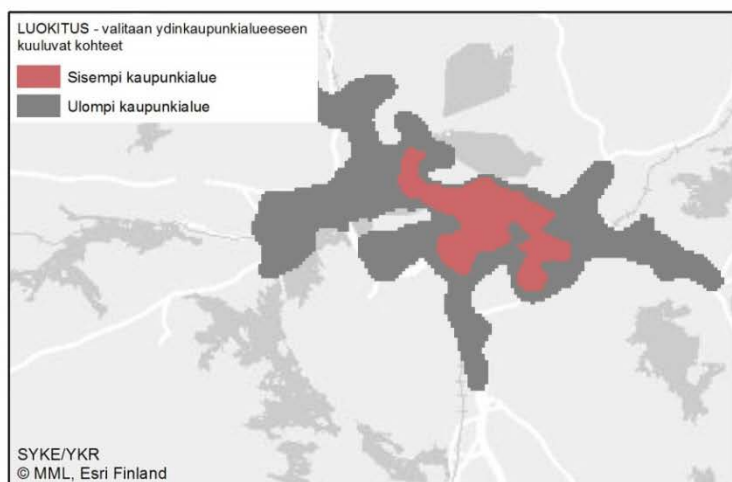 LUOKITUS - valitaan ydinkaupunkialueeseen
kuuluvat kohteet
Sisempi kaupunkialue
Ulompi kaupunkialue
SYKE/YKR
© MML, Esri Finland